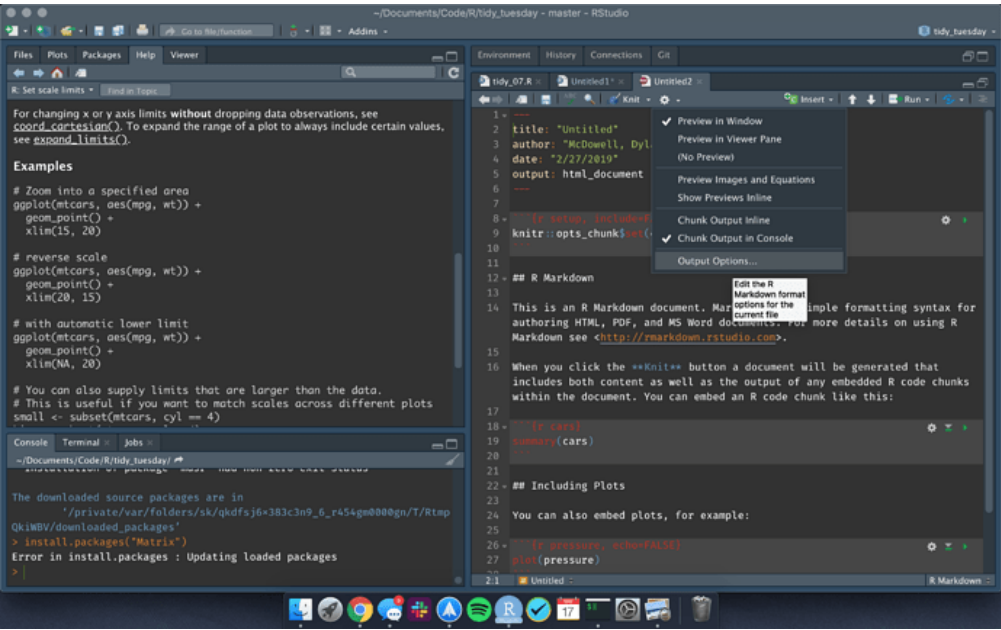 ~/Documents/Code/R/tidy_tuesday - master - RStudio
Go to file/function
Addins
tidy_tuesday
Files Plots Packages Help Viewer
R: Set scale limits
Find in Topic
For changing x or y axis limits without dropping data observations, see
coord_cartesian(). To expand the range of a plot to always include certain values,
see expand_limits().
Examples
# Zoom into a specified area
ggplot(mtcars, aes(mpg, wt)) +
geom_point() +
xlim(15, 20)
# reverse scale
ggplot(mtcars, aes(mpg, wt)) +
geom_point() +
xlim(20, 15)
# with automatic lower limit
ggplot(mtcars, aes(mpg, wt)) +
geom_point() +
xlim(NA, 20)
# You can also supply limits that are larger than the data.
# This is useful if you want to match scales across different plots
small <- subset(mtcars, cyl == 4)
Console Terminal Jobs
~/Documents/Code/R/tidy_tuesday/
The downloaded source packages are in
'/private/var/folders/sk/qkdfsj6x383c3n9_6_r454gm0000gn/T/Rtmp
QkiWBV/downloaded_packages'
> install.packages("Matrix")
Error in install.packages : Updating loaded packages
>
Environment History Connections Git
tidy_07.R Untitled1* Untitled2
Knit
Insert Run
1 ---
2 title: "Untitled"
3 author: "McDowell, Dyl
4 date: "2/27/2019"
5 output: html_document
6 ---
7
8 {r setup, include=
9 knitr::opts_chunk$set(
10
11
12 ## R Markdown
13
14 This is an R Markdown document. Mar imple formatting syntax for
authoring HTML, PDF, and MS Word documents. For more details on using R
Markdown see <http://rmarkdown.rstudio.com>.
15
16 When you click the **Knit** button a document will be generated that
includes both content as well as the output of any embedded R code chunks
within the document. You can embed an R code chunk like this:
17
18 {r cars}
19 summary(cars)
20
21
22 ## Including Plots
23
24 You can also embed plots, for example:
25
26 {r pressure, echo=FALSE}
27 plot(pressure)
2:1 Untitled R Markdown
Preview in Window
Preview in Viewer Pane
(No Preview)
Preview Images and Equations
Show Previews Inline
Chunk Output Inline
Chunk Output in Console
Output Options...
Edit the R
Markdown format
options for the
current file
17